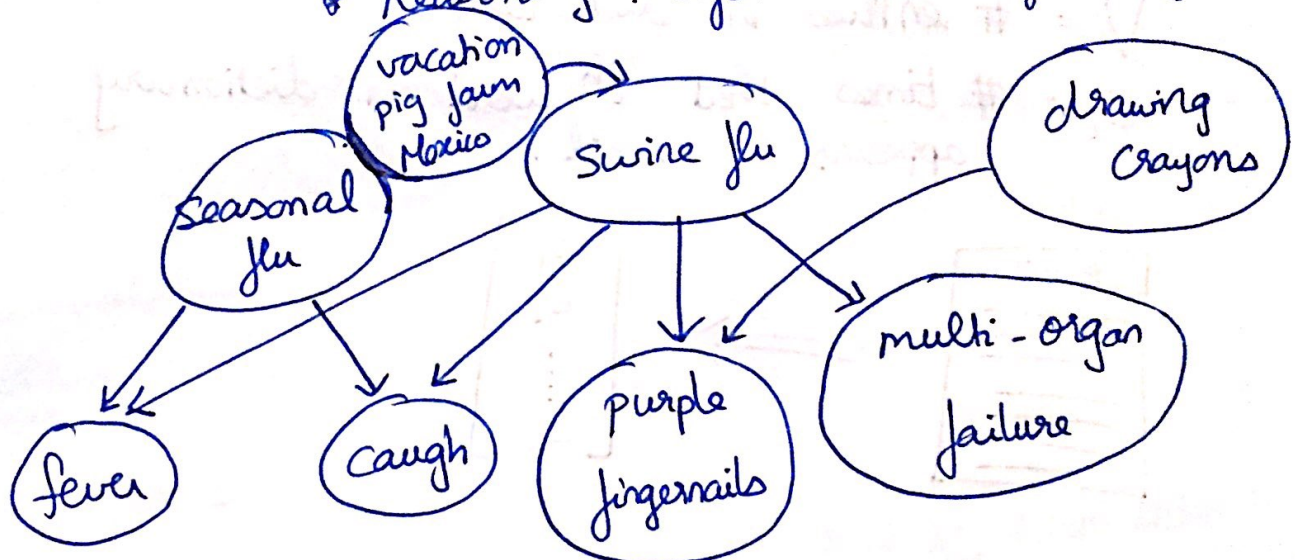 vacation
pig farm
Mexico
swine flu
drawing
crayons
seasonal
flu
fever
caugh
purple
fingernails
multi - organ
failure